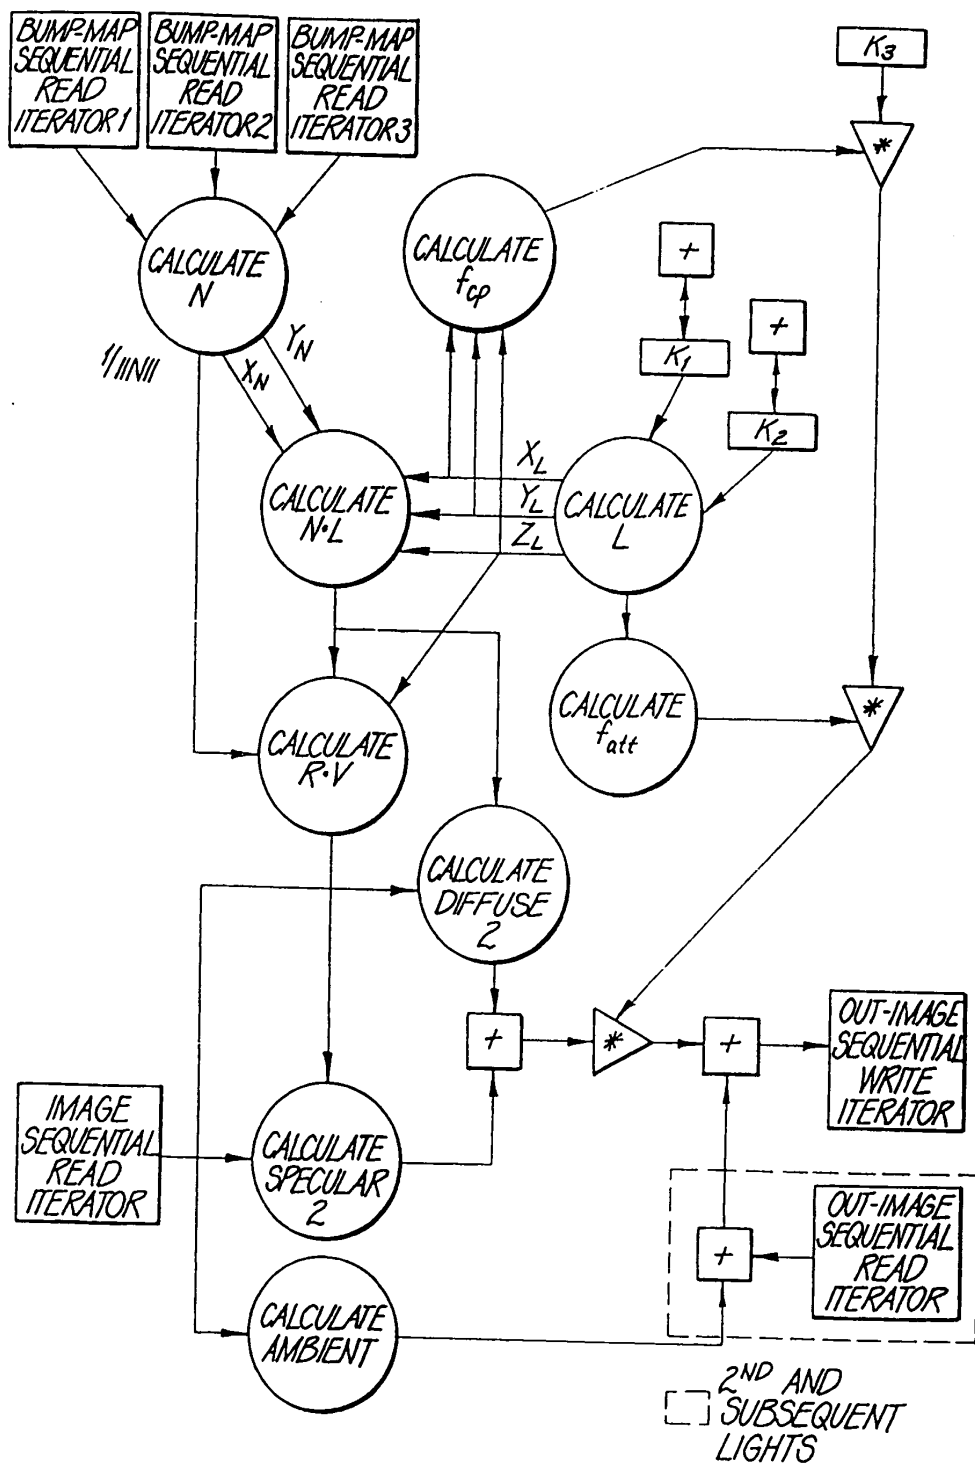 BUMP-MAP
SEQUENTIAL
READ
ITERATOR 1
BUMP-MAP
SEQUENTIAL
READ
ITERATOR 2
BUMP-MAP
SEQUENTIAL
READ
ITERATOR 3
K3
*
CALCULATE
N
CALCULATE
fcp
+
+
1/||N||
XN
YN
K1
K2
CALCULATE
N·L
XL
YL
ZL
CALCULATE
L
CALCULATE
R·V
CALCULATE
fatt
*
CALCULATE
DIFFUSE
2
+
*
+
OUT-IMAGE
SEQUENTIAL
WRITE
ITERATOR
IMAGE
SEQUENTIAL
READ
ITERATOR
CALCULATE
SPECULAR
2
+
OUT-IMAGE
SEQUENTIAL
READ
ITERATOR
CALCULATE
AMBIENT
2ND AND
SUBSEQUENT
LIGHTS